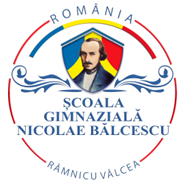 ROMÂNIA
ȘCOALA
GIMNAZIALĂ
NICOLAE BĂLCESCU
RÂMNICU VÂLCEA